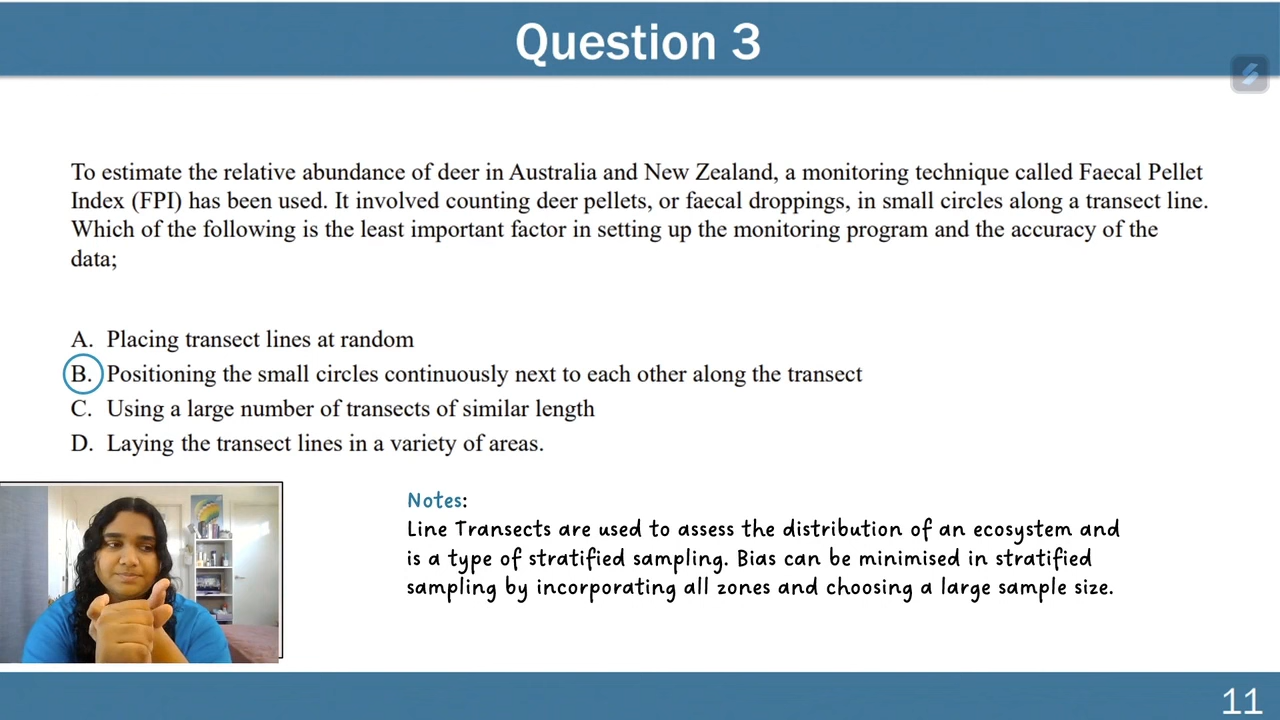 Question 3
To estimate the relative abundance of deer in Australia and New Zealand, a monitoring technique called Faecal Pellet
Index (FPI) has been used. It involved counting deer pellets, or faecal droppings, in small circles along a transect line.
Which of the following is the least important factor in setting up the monitoring program and the accuracy of the
data;
A. Placing transect lines at random
B. Positioning the small circles continuously next to each other along the transect
C. Using a large number of transects of similar length
D. Laying the transect lines in a variety of areas.
Notes:
Line Transects are used to assess the distribution of an ecosystem and
is a type of stratified sampling. Bias can be minimised in stratified
sampling by incorporating all zones and choosing a large sample size.
11